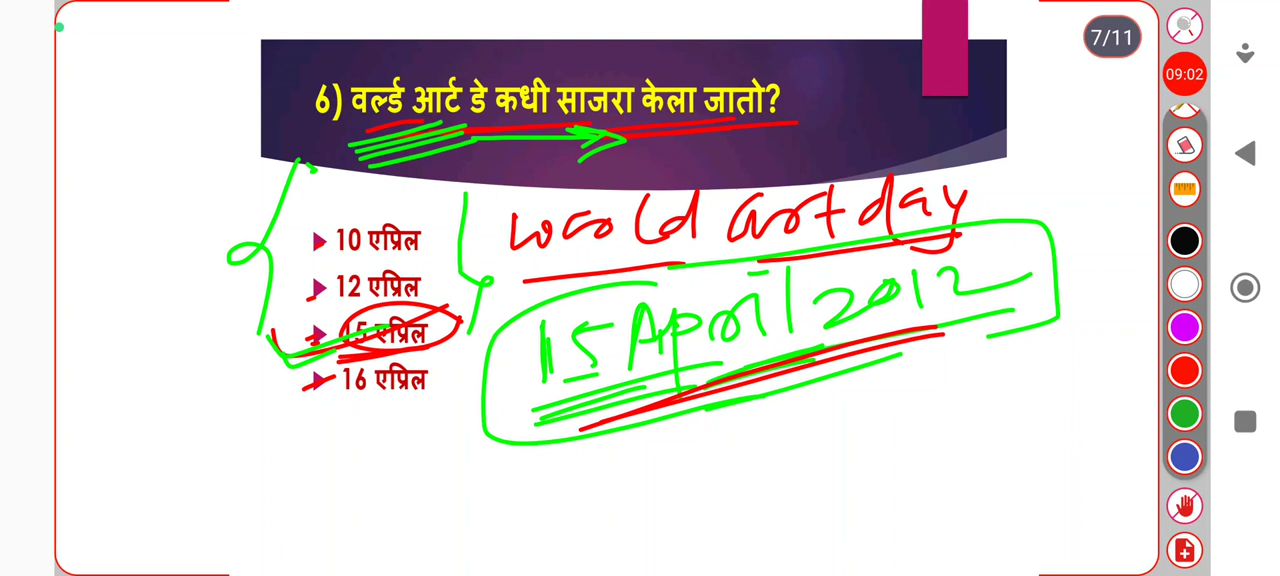 7/11
09:02
6) वर्ल्ड आर्ट डे कधी साजरा केला जातो?
10 एप्रिल
12 एप्रिल
15 एप्रिल
16 एप्रिल
world art day
15 April 2012